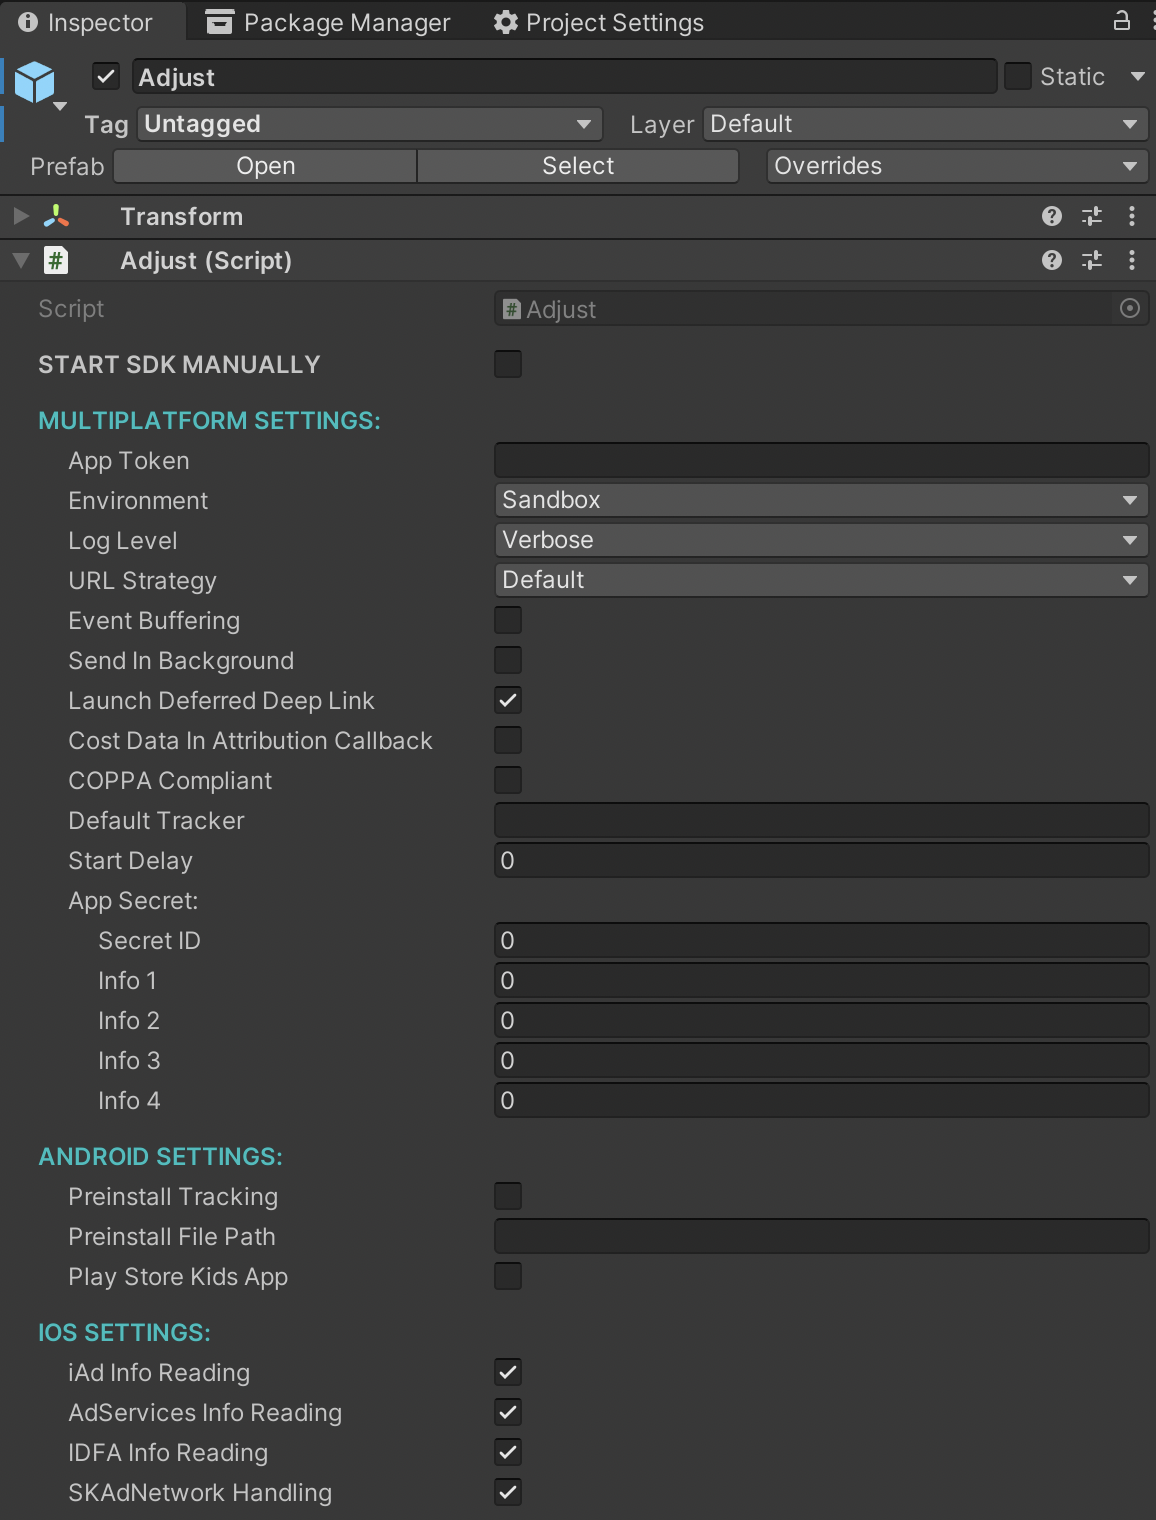 Inspector Package Manager Project Settings
Adjust Static
Tag Untagged Layer Default
Prefab Open Select Overrides
Transform
# Adjust (Script)
Script # Adjust
START SDK MANUALLY
MULTIPLATFORM SETTINGS:
App Token
Environment Sandbox
Log Level Verbose
URL Strategy Default
Event Buffering
Send In Background
Launch Deferred Deep Link
Cost Data In Attribution Callback
COPPA Compliant
Default Tracker
Start Delay 0
App Secret:
Secret ID 0
Info 1 0
Info 2 0
Info 3 0
Info 4 0
ANDROID SETTINGS:
Preinstall Tracking
Preinstall File Path
Play Store Kids App
IOS SETTINGS:
iAd Info Reading
AdServices Info Reading
IDFA Info Reading
SKAdNetwork Handling